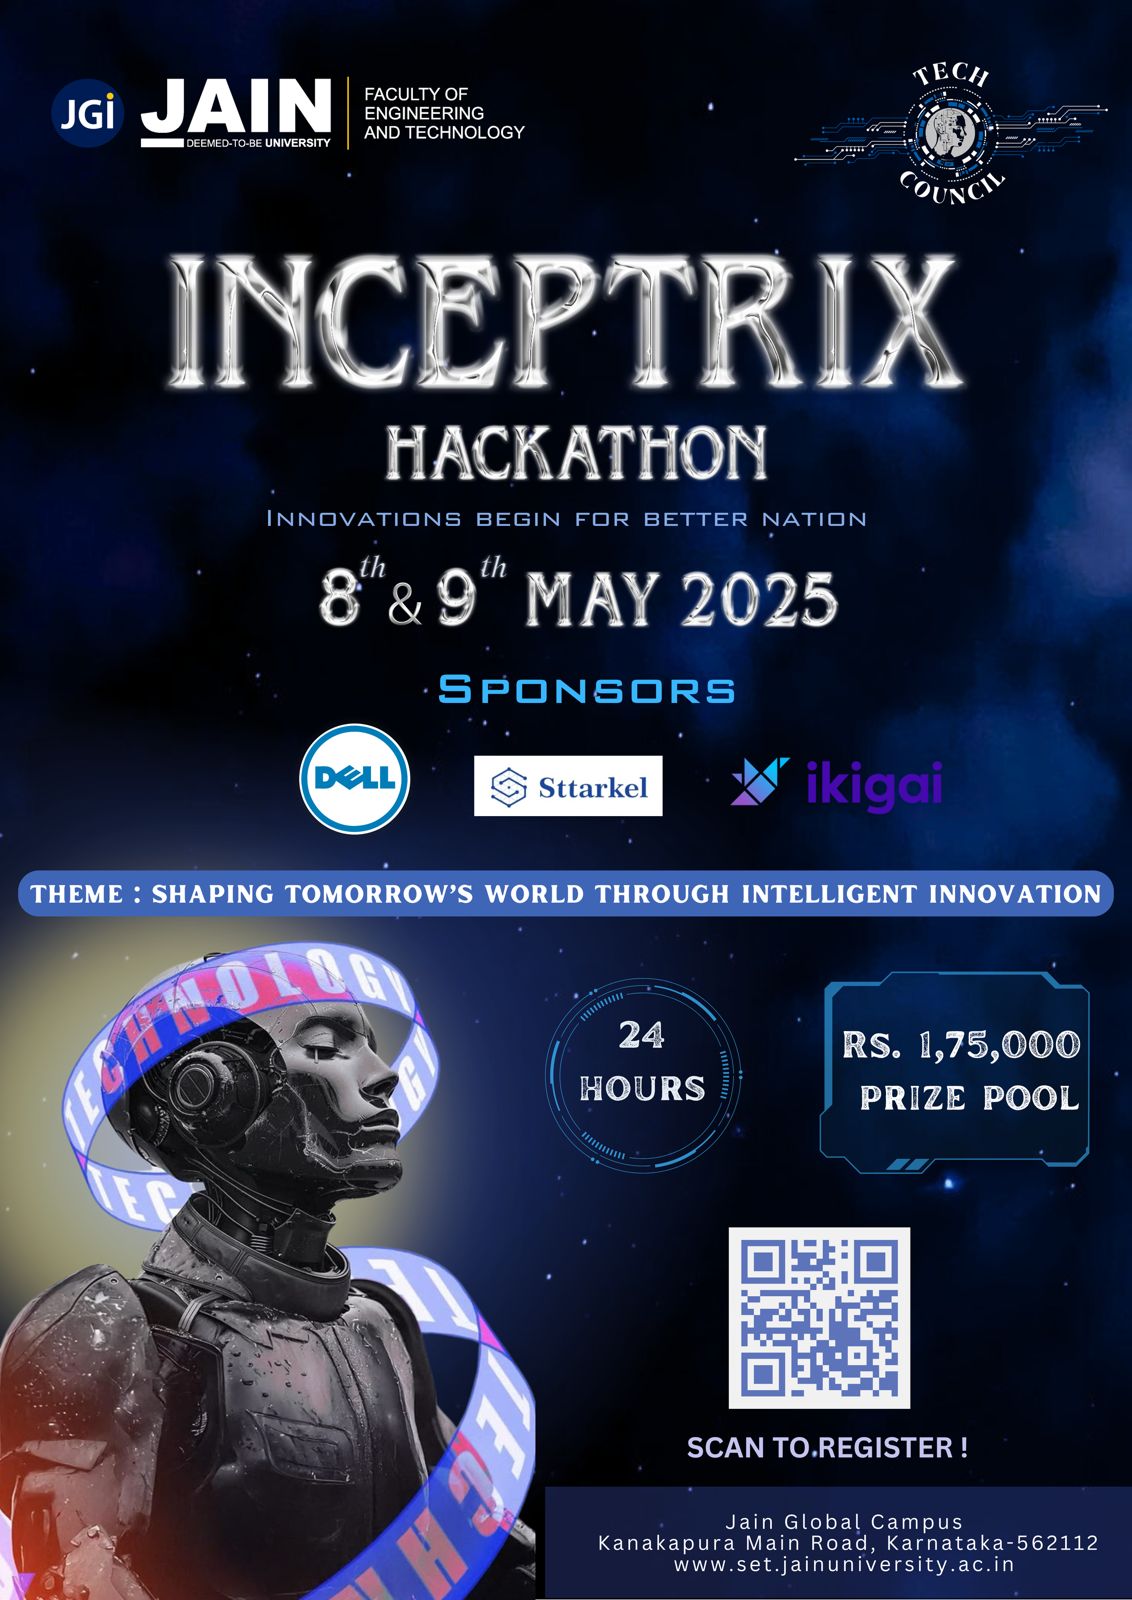 JGi JAIN
DEEMED-TO-BE UNIVERSITY
FACULTY OF
ENGINEERING
AND TECHNOLOGY
TECH
COUNCIL
INCEPTRIX
HACKATHON
INNOVATIONS BEGIN FOR BETTER NATION
8th & 9th MAY 2025
SPONSORS
DELL
Sttarkel
ikigai
THEME : SHAPING TOMORROW'S WORLD THROUGH INTELLIGENT INNOVATION
TECHNOLOGY
TEC
24
HOURS
RS. 1,75,000
PRIZE POOL
SCAN TO REGISTER !
Jain Global Campus
Kanakapura Main Road, Karnataka-562112
www.set.jainuniversity.ac.in